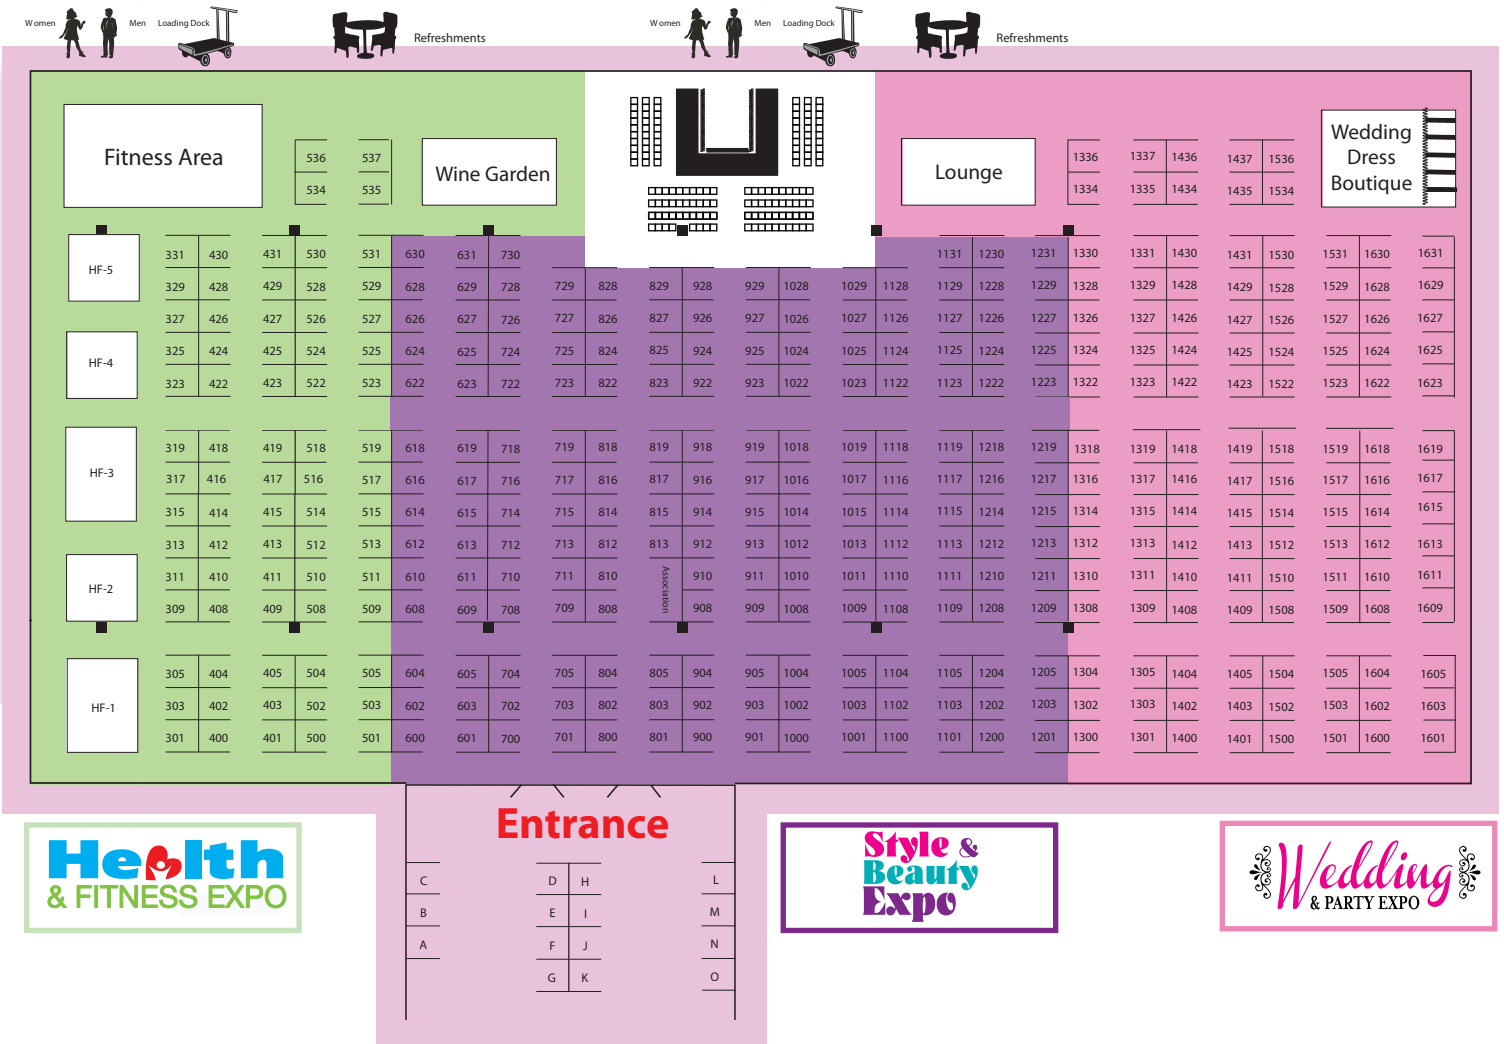 Women Men Loading Dock Refreshments Women Men Loading Dock Refreshments
Fitness Area
536 537
534 535
Wine Garden
Lounge
1336 1337 1436 1437 1536
1334 1335 1434 1435 1534
Wedding
Dress
Boutique
HF-5
HF-4
HF-3
HF-2
HF-1
331 430 431 530 531 630 631 730 1131 1230 1231 1330 1331 1430 1431 1530 1531 1630 1631
329 428 429 528 529 628 629 728 729 828 829 928 929 1028 1029 1128 1129 1228 1229 1328 1329 1428 1429 1528 1529 1628 1629
327 426 427 526 527 626 627 726 727 826 827 926 927 1026 1027 1126 1127 1226 1227 1326 1327 1426 1427 1526 1527 1626 1627
325 424 425 524 525 624 625 724 725 824 825 924 925 1024 1025 1124 1125 1224 1225 1324 1325 1424 1425 1524 1525 1624 1625
323 422 423 522 523 622 623 722 723 822 823 922 923 1022 1023 1122 1123 1222 1223 1322 1323 1422 1423 1522 1523 1622 1623
319 418 419 518 519 618 619 718 719 818 819 918 919 1018 1019 1118 1119 1218 1219 1318 1319 1418 1419 1518 1519 1618 1619
317 416 417 516 517 616 617 716 717 816 817 916 917 1016 1017 1116 1117 1216 1217 1316 1317 1416 1417 1516 1517 1616 1617
315 414 415 514 515 614 615 714 715 814 815 914 915 1014 1015 1114 1115 1214 1215 1314 1315 1414 1415 1514 1515 1614 1615
313 412 413 512 513 612 613 712 713 812 813 912 913 1012 1013 1112 1113 1212 1213 1312 1313 1412 1413 1512 1513 1612 1613
311 410 411 510 511 610 611 710 711 810 910 911 1010 1011 1110 1111 1210 1211 1310 1311 1410 1411 1510 1511 1610 1611
Association
309 408 409 508 509 608 609 708 709 808 908 909 1008 1009 1108 1109 1208 1209 1308 1309 1408 1409 1508 1509 1608 1609
305 404 405 504 505 604 605 704 705 804 805 904 905 1004 1005 1104 1105 1204 1205 1304 1305 1404 1405 1504 1505 1604 1605
303 402 403 502 503 602 603 702 703 802 803 902 903 1002 1003 1102 1103 1202 1203 1302 1303 1402 1403 1502 1503 1602 1603
301 400 401 500 501 600 601 700 701 800 801 900 901 1000 1001 1100 1101 1200 1201 1300 1301 1400 1401 1500 1501 1600 1601
Entrance
C D H L
B E I M
A F J N
G K O
Health
& FITNESS EXPO
Style &
Beauty
Expo
Wedding
& PARTY EXPO